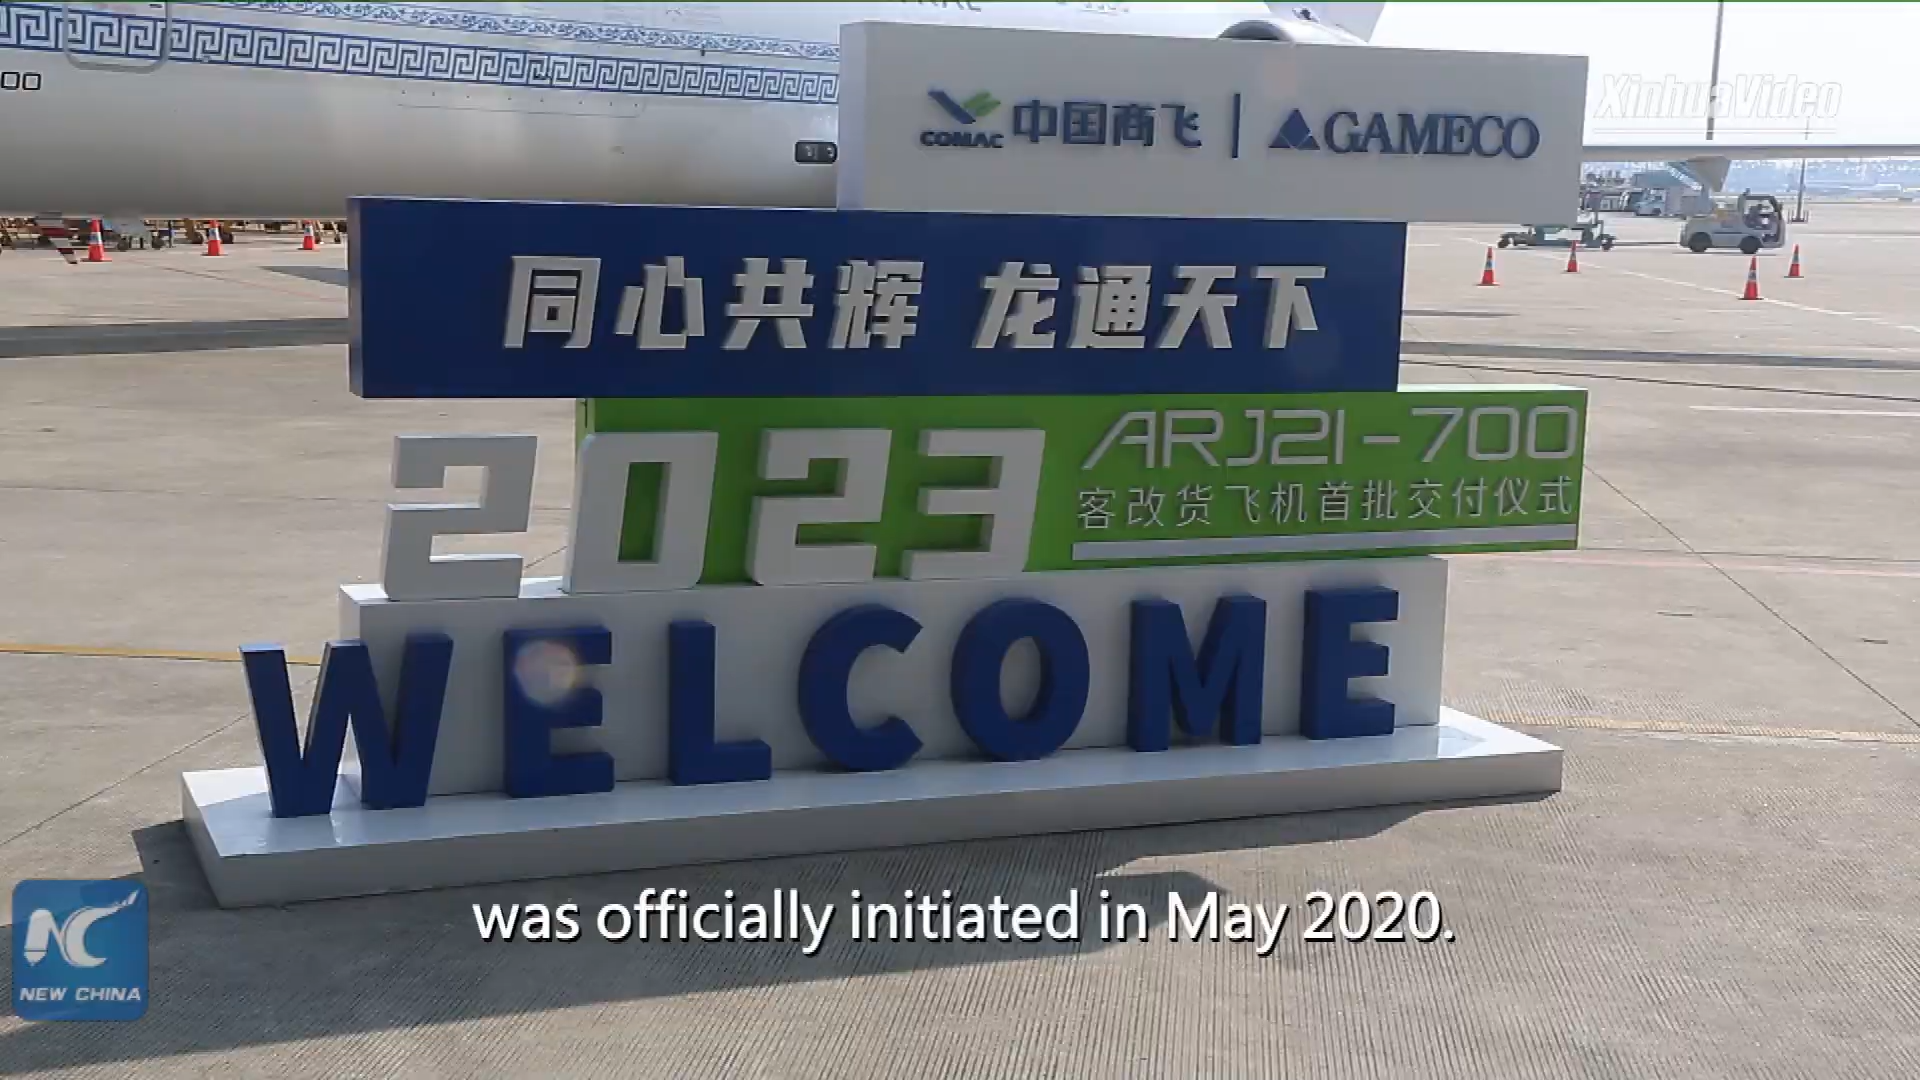 XinhuaVideo
COMAC 中国商飞 | GAMECO
00
同心共辉 龙通天下
2023
ARJ21-700
客改货飞机首批交付仪式
WELCOME
was officially initiated in May 2020.
NC
NEW CHINA